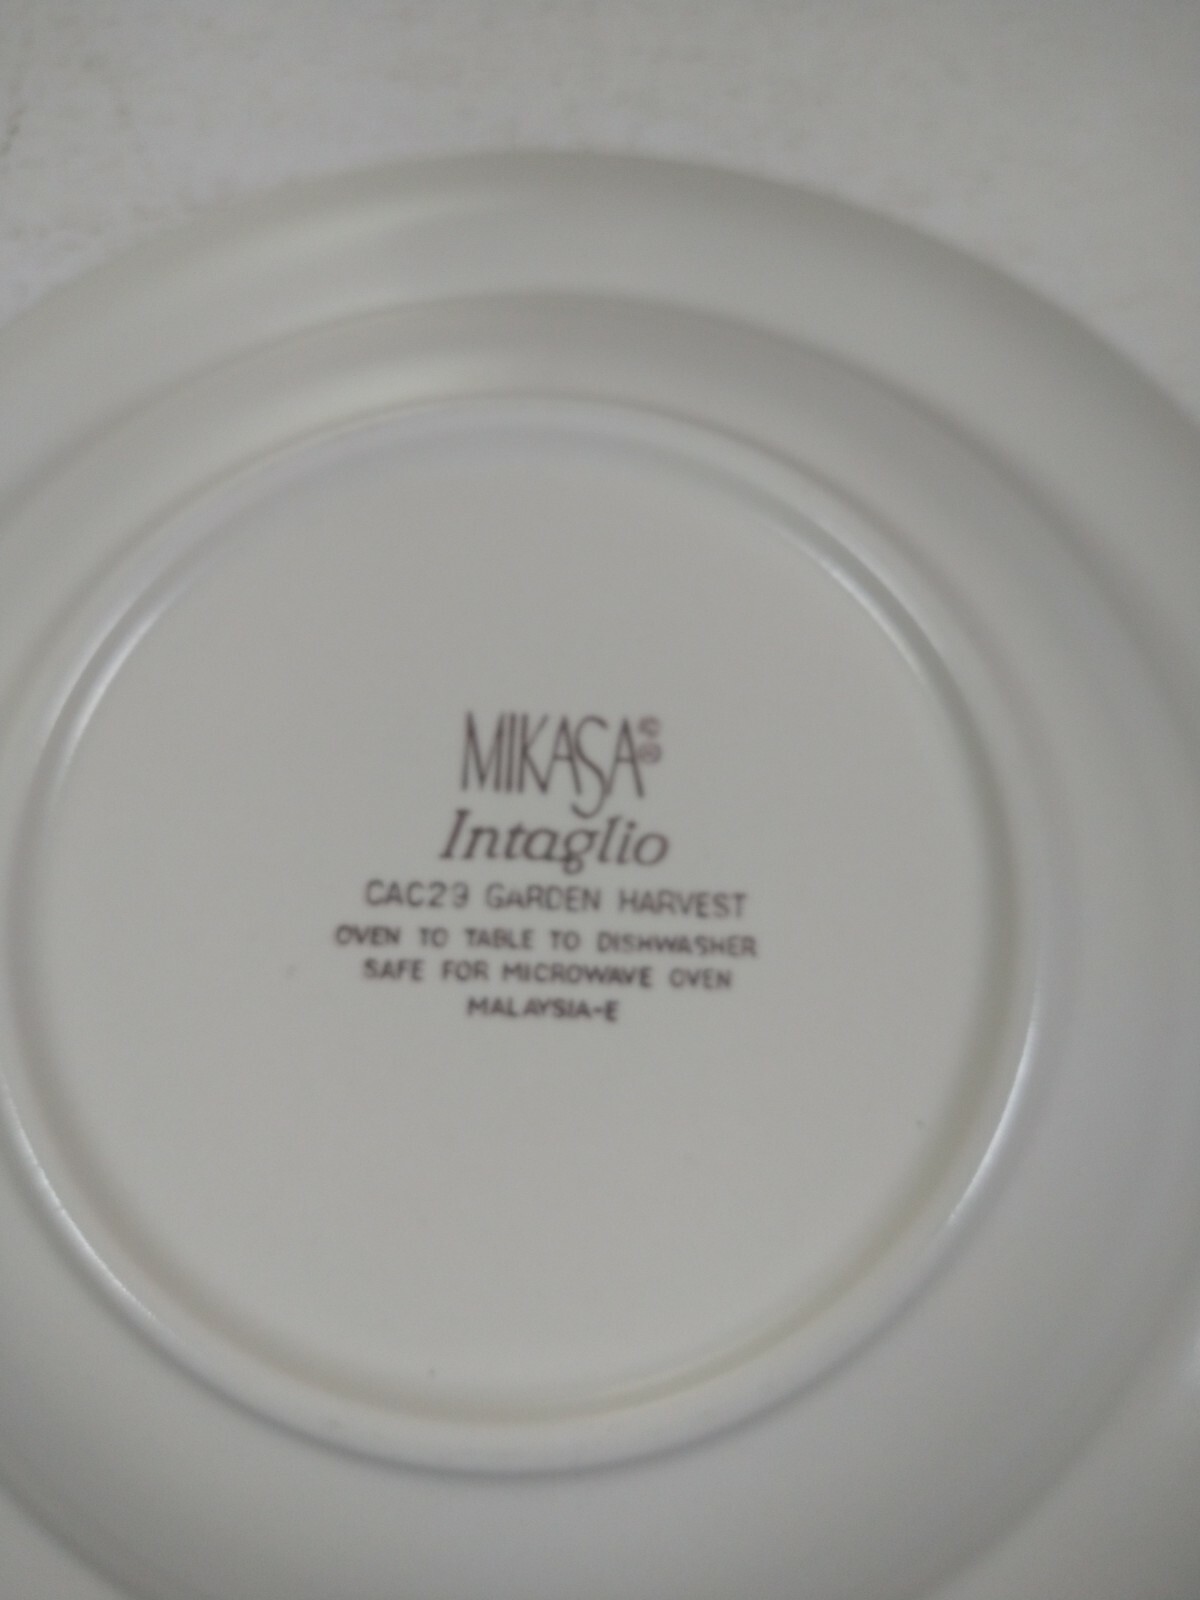 MIKASA©®
Intaglio
CAC29 GARDEN HARVEST
OVEN TO TABLE TO DISHWASHER
SAFE FOR MICROWAVE OVEN
MALAYSIA-E